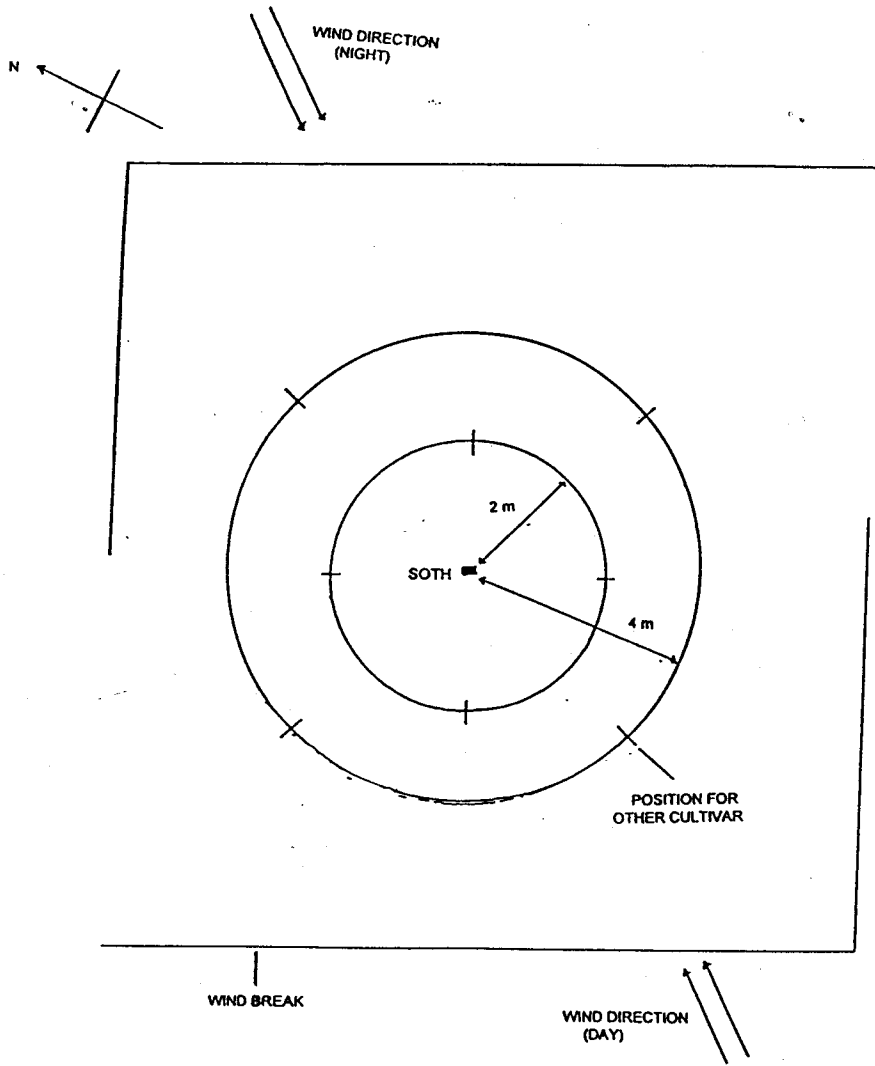 WIND DIRECTION
(NIGHT)
N
2 m
SOTH
4 m
POSITION FOR
OTHER CULTIVAR
WIND BREAK
WIND DIRECTION
(DAY)